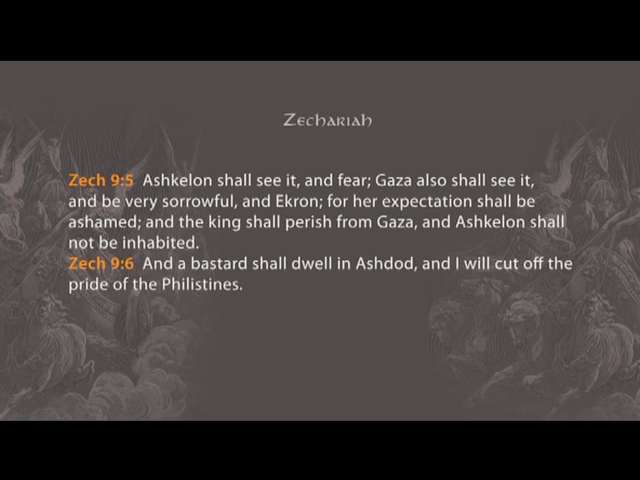 Zechariah
Zech 9:5 Ashkelon shall see it, and fear; Gaza also shall see it,
and be very sorrowful, and Ekron; for her expectation shall be
ashamed; and the king shall perish from Gaza, and Ashkelon shall
not be inhabited.
Zech 9:6 And a bastard shall dwell in Ashdod, and I will cut off the
pride of the Philistines.